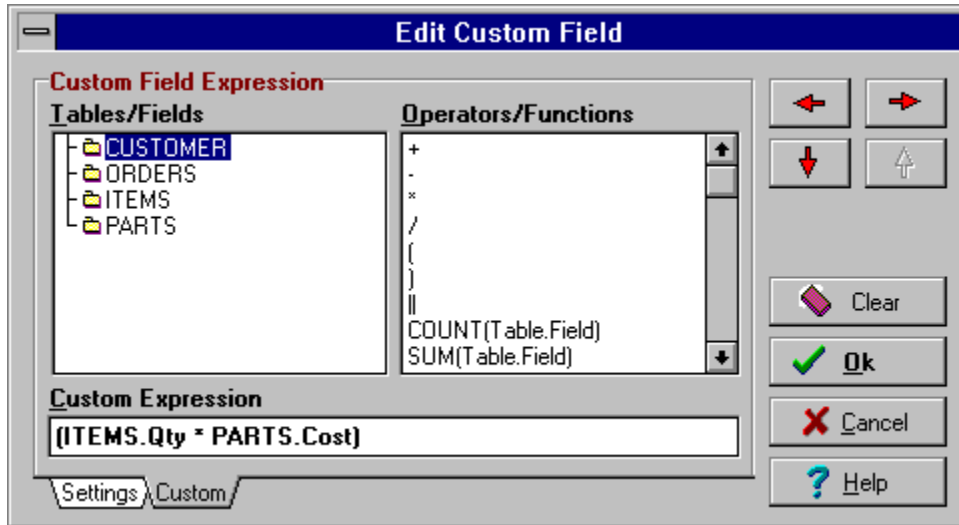 Edit Custom Field
Custom Field Expression
Tables/Fields
CUSTOMER
ORDERS
ITEMS
PARTS
Operators/Functions
+
-
*
/
(
)
||
COUNT(Table.Field)
SUM(Table.Field)
Custom Expression
(ITEMS.Qty * PARTS.Cost)
Settings
Custom
Clear
Ok
Cancel
? Help